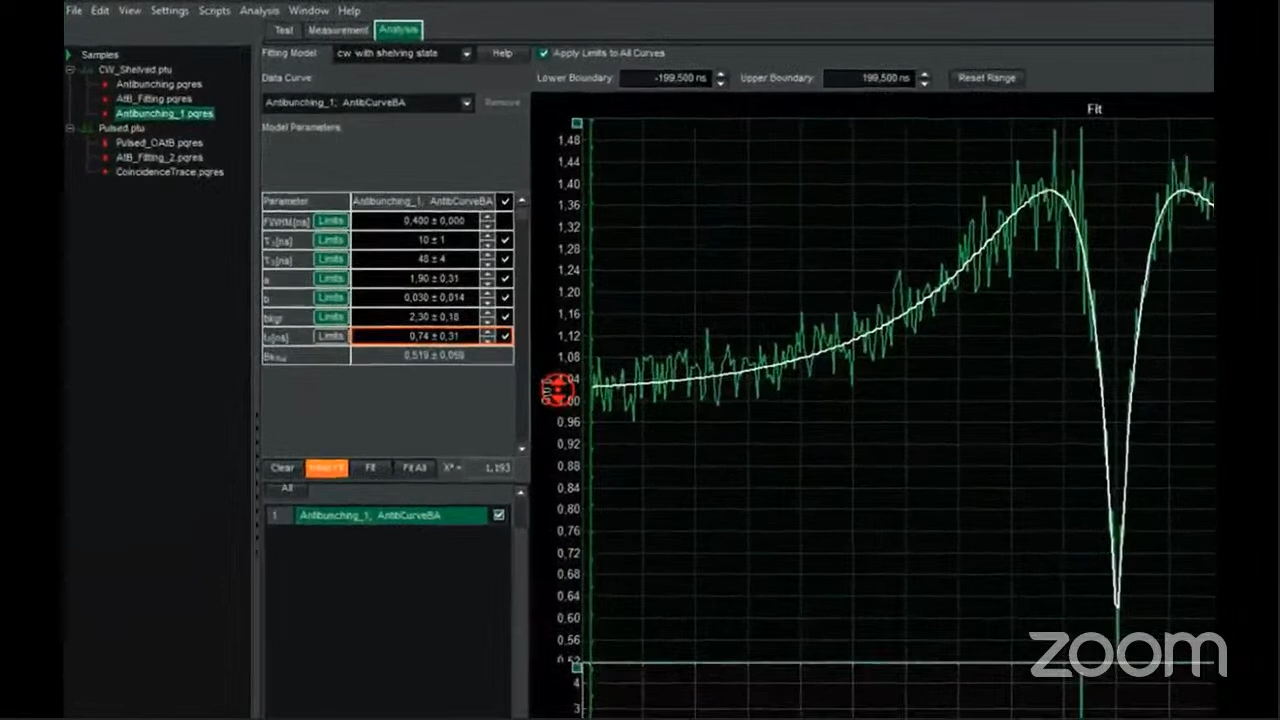 File Edit View Settings Scripts Analysis Window Help
Test Measurement Analysis
Samples
CW_Shelved.ptu
Antibunching.pqres
AtB_Fitting.pqres
Antibunching_1.pqres
Pulsed.ptu
Pulsed_OAtB.pqres
AtB_Fitting_2.pqres
CoincidenceTrace.pqres
Fitting Model: cw with shelving state Help
Data Curve:
Antibunching_1, AntibCurveBA Remove
Model Parameters:
Parameter Antibunching_1, AntibCurveBA
FWHM[ns] Limits 0,400 ± 0,000
τ₁[ns] Limits 10 ± 1
Limits 48 ± 4
a Limits 1,90 ± 0,31
b Limits 0,030 ± 0,014
bkgr Limits 2,30 ± 0,18
Limits 0,74 ± 0,31
0,519 ± 0,059
Clear Fit Fit All X² = 1,193
All
1 Antibunching_1, AntibCurveBA
Apply Limits to All Curves
Lower Boundary: -199,500 ns Upper Boundary: 199,500 ns Reset Range
Fit
1,48
1,44
1,40
1,36
1,32
1,28
1,24
1,20
1,16
1,12
1,08
1,04
1,00
0,96
0,92
0,88
0,84
0,80
0,76
0,72
0,68
0,64
0,60
0,56
0,52
4
3
zoom